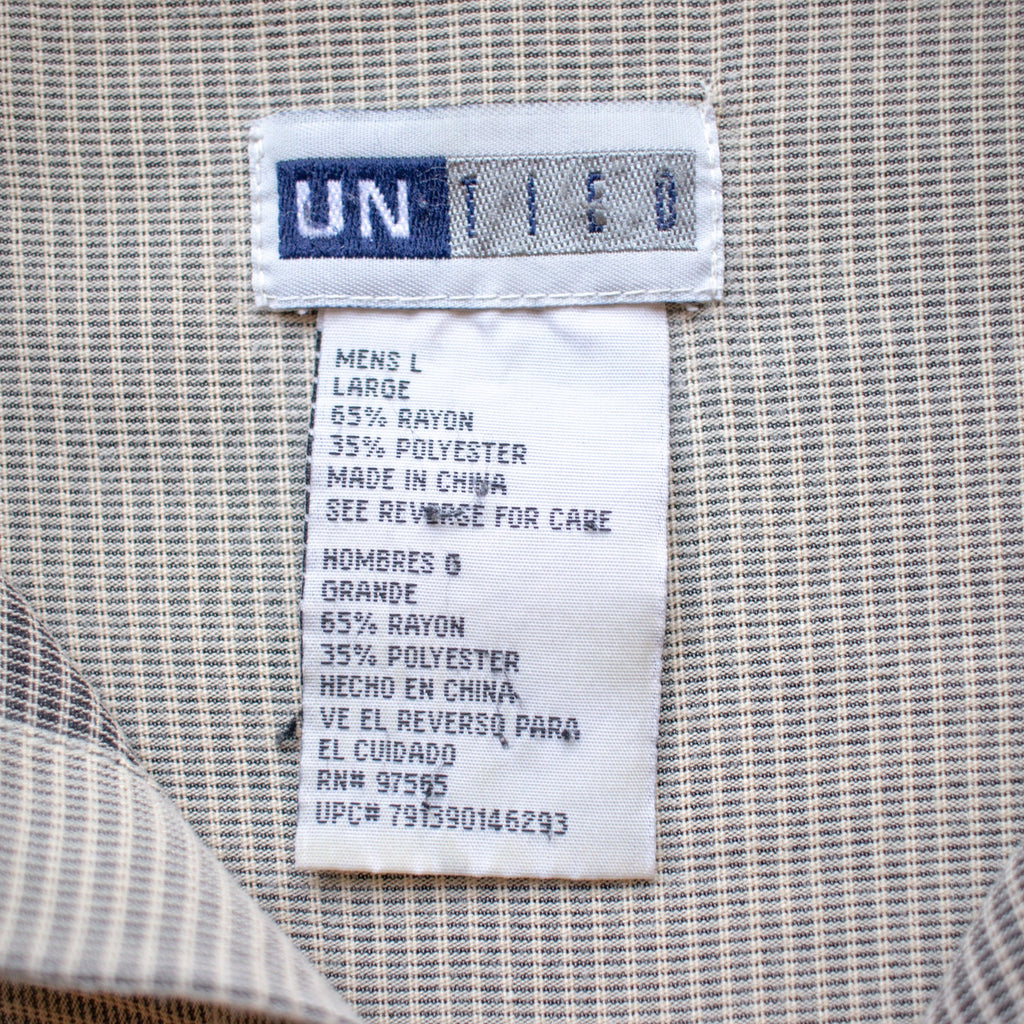 UN TIED
MENS L
LARGE
65% RAYON
35% POLYESTER
MADE IN CHINA
SEE REVERSE FOR CARE
HOMBRES G
GRANDE
65% RAYON
35% POLYESTER
HECHO EN CHINA
VE EL REVERSO PARA
EL CUIDADO
RN# 97565
UPC# 791390146293